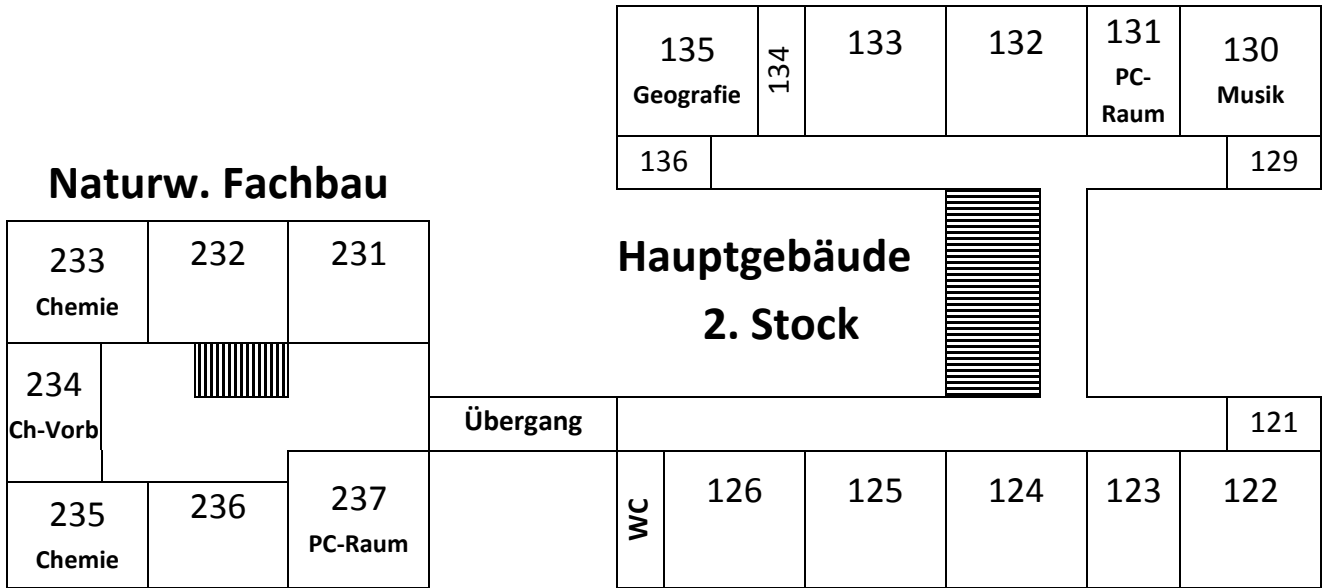 135
Geografie
134
133
132
131
PC-
Raum
130
Musik
136
129
Naturw. Fachbau
233
Chemie
232
231
Hauptgebäude
2. Stock
234
Ch-Vorb
Übergang
121
235
Chemie
236
237
PC-Raum
WC
126
125
124
123
122